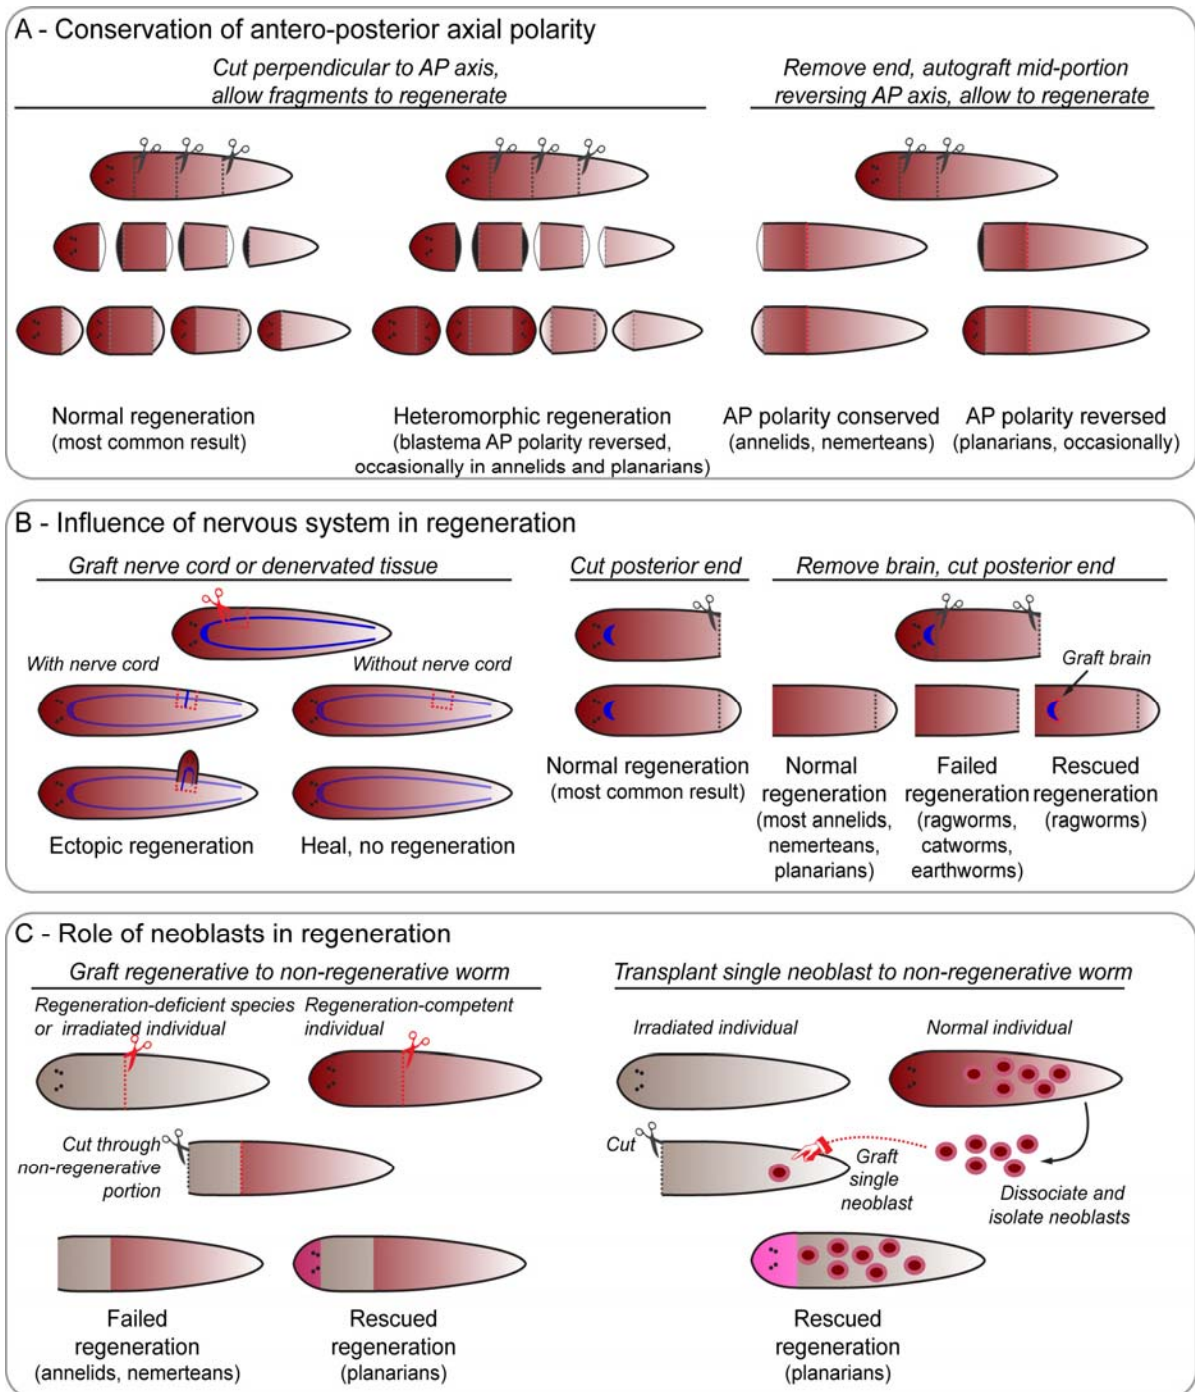 A - Conservation of antero-posterior axial polarity
Cut perpendicular to AP axis,
allow fragments to regenerate
Remove end, autograft mid-portion
reversing AP axis, allow to regenerate
Normal regeneration
(most common result)
Heteromorphic regeneration
(blastema AP polarity reversed,
occasionally in annelids and planarians)
AP polarity conserved
(annelids, nemerteans)
AP polarity reversed
(planarians, occasionally)
B - Influence of nervous system in regeneration
Graft nerve cord or denervated tissue
With nerve cord
Without nerve cord
Ectopic regeneration
Heal, no regeneration
Cut posterior end
Normal regeneration
(most common result)
Remove brain, cut posterior end
Graft brain
Normal
regeneration
(most annelids,
nemerteans,
planarians)
Failed
regeneration
(ragworms,
catworms,
earthworms)
Rescued
regeneration
(ragworms)
C - Role of neoblasts in regeneration
Graft regenerative to non-regenerative worm
Regeneration-deficient species
or irradiated individual
Regeneration-competent
individual
Cut through
non-regenerative
portion
Failed
regeneration
(annelids, nemerteans)
Rescued
regeneration
(planarians)
Transplant single neoblast to non-regenerative worm
Irradiated individual
Normal individual
Cut
Graft
single
neoblast
Dissociate and
isolate neoblasts
Rescued
regeneration
(planarians)